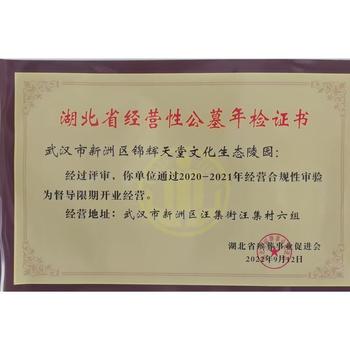 湖北省经营性公墓年检证书
武汉市新洲区锦辉天堂文化生态陵园:
经过评审,你单位通过2020-2021年经营合规性审验
为督导限期开业经营。
经营地址:武汉市新洲区汪集街汪集村六组
湖北省殡葬事业促进会
2022年9月12日